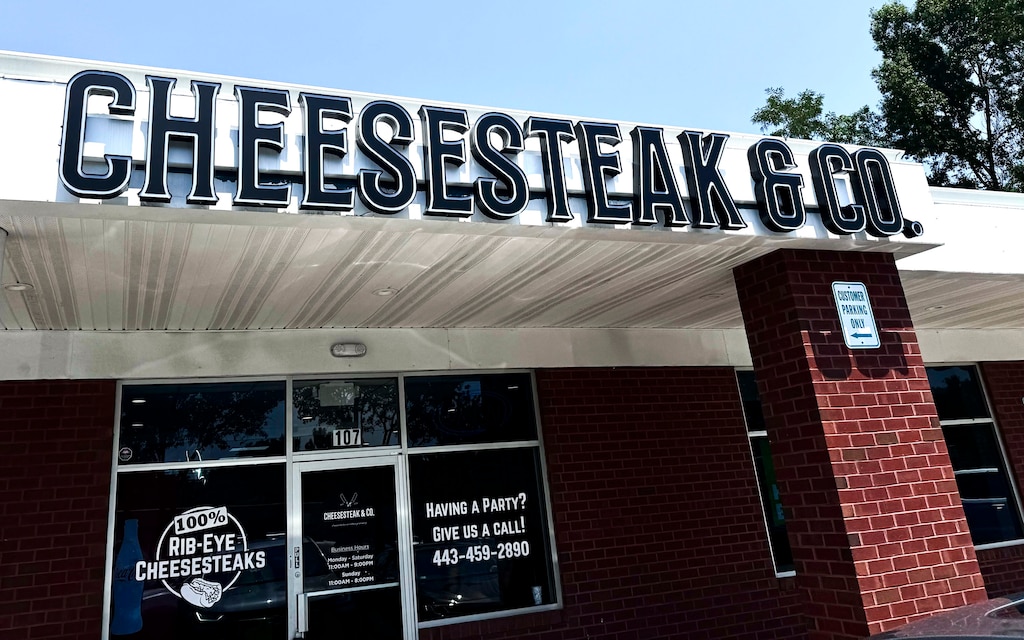 CHEESESTEAK & CO.
CUSTOMER
PARKING
ONLY
107
100%
RIB-EYE
CHEESESTEAKS
CHEESESTEAK & CO.
Business Hours
Monday - Saturday
11:00AM - 9:00PM
Sunday
11:00AM - 8:00PM
HAVING A PARTY?
GIVE US A CALL!
443-459-2890